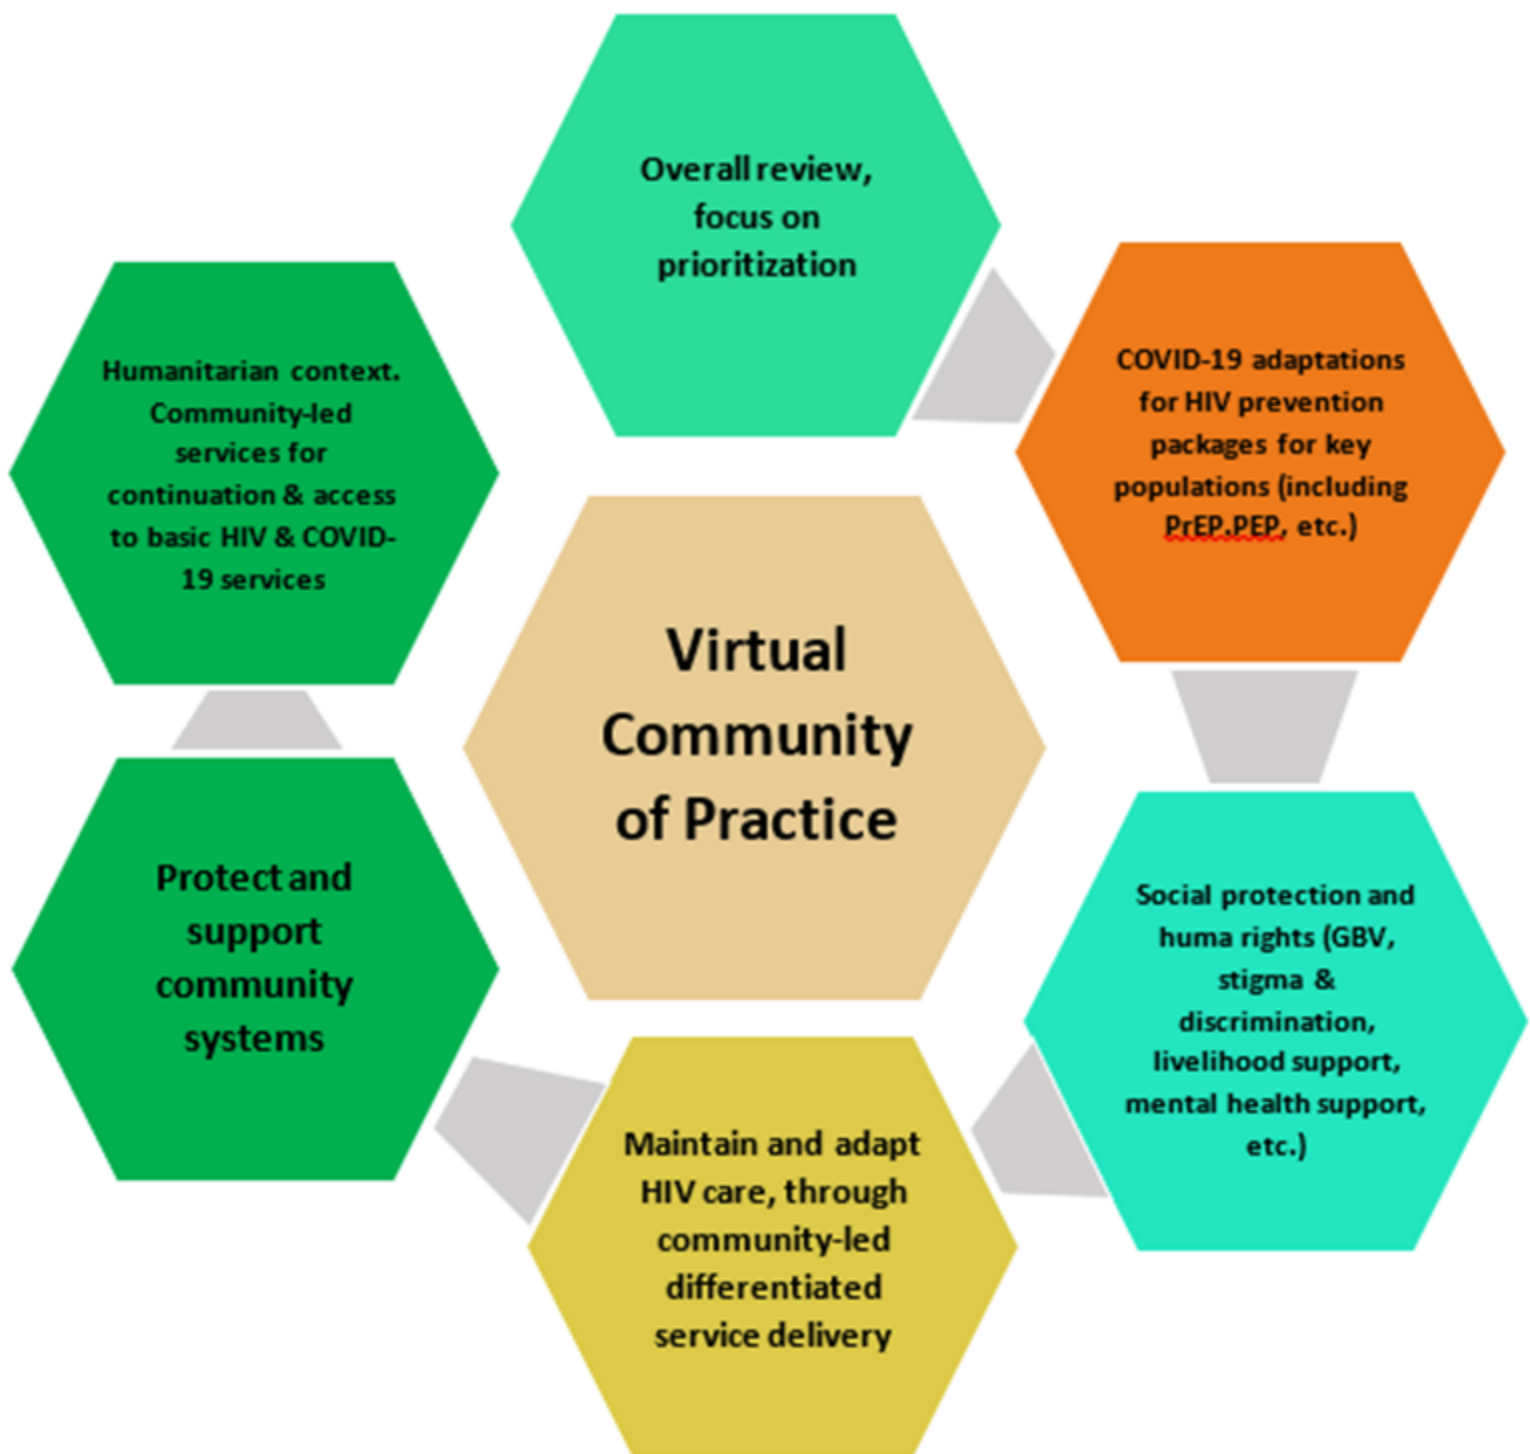 Overall review,
focus on
prioritization
COVID-19 adaptations
for HIV prevention
packages for key
populations (including
PrEP.PEP, etc.)
Social protection and
huma rights (GBV,
stigma &
discrimination,
livelihood support,
mental health support,
etc.)
Maintain and adapt
HIV care, through
community-led
differentiated
service delivery
Protect and
support
community
systems
Humanitarian context.
Community-led
services for
continuation & access
to basic HIV & COVID-
19 services
Virtual
Community
of Practice